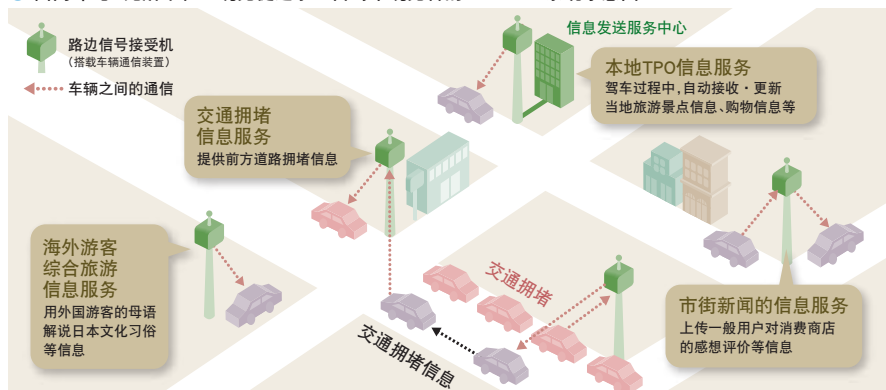 路边信号接受机
(搭载车辆通信装置)
车辆之间的通信
信息发送服务中心
本地TPO信息服务
驾车过程中,自动接收・更新
当地旅游景点信息、购物信息等
交通拥堵
信息服务
提供前方道路拥堵信息
海外游客
综合旅游
信息服务
用外国游客的母语
解说日本文化习俗
等信息
交通拥堵
交通拥堵信息
市街新闻的信息服务
上传一般用户对消费商店
的感想评价等信息